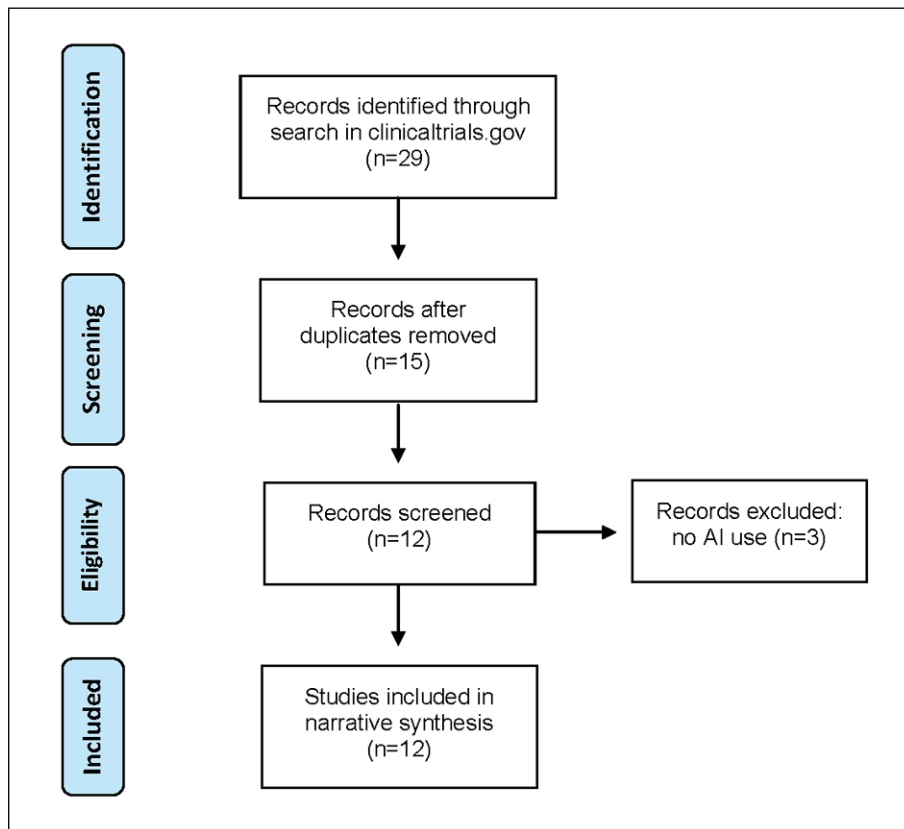 Identification
Records identified through
search in clinicaltrials.gov
(n=29)
Screening
Records after
duplicates removed
(n=15)
Eligibility
Records screened
(n=12)
Records excluded:
no AI use (n=3)
Included
Studies included in
narrative synthesis
(n=12)